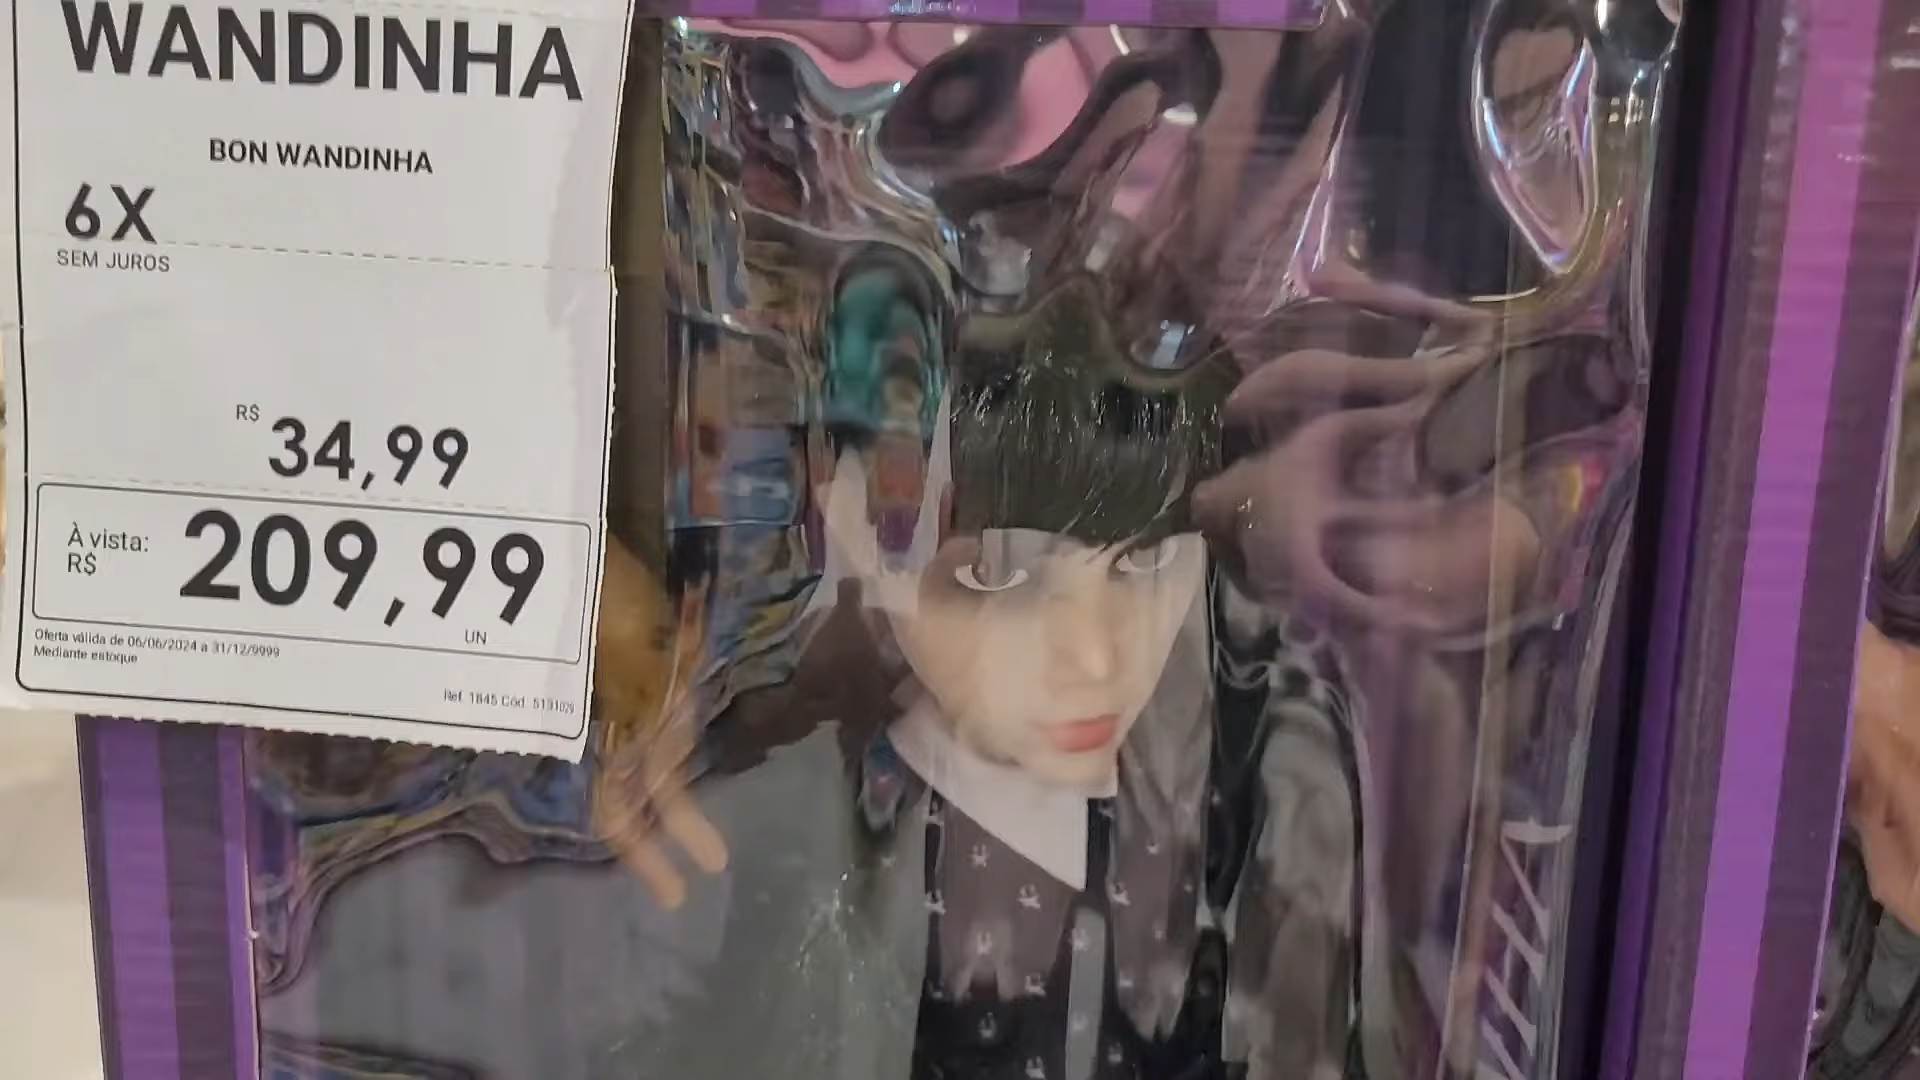 WANDINHA
BON WANDINHA
6X
SEM JUROS
R$ 34,99
À vista:
R$ 209,99
UN
Oferta válida de 06/06/2024 a 31/12/9999
Mediante estoque
Ref. 1845 Cód. 5131029